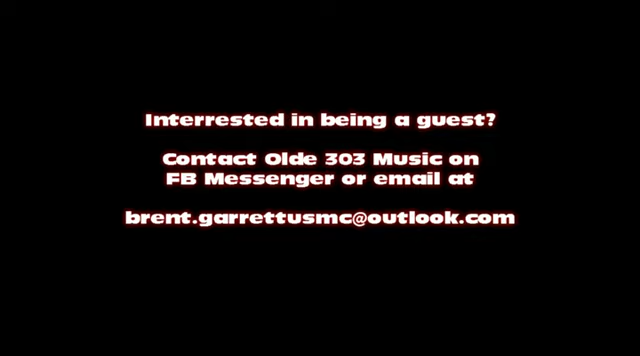 Interrested in being a guest?
Contact Olde 303 Music on
FB Messenger or email at
brent.garrettusmc@outlook.com